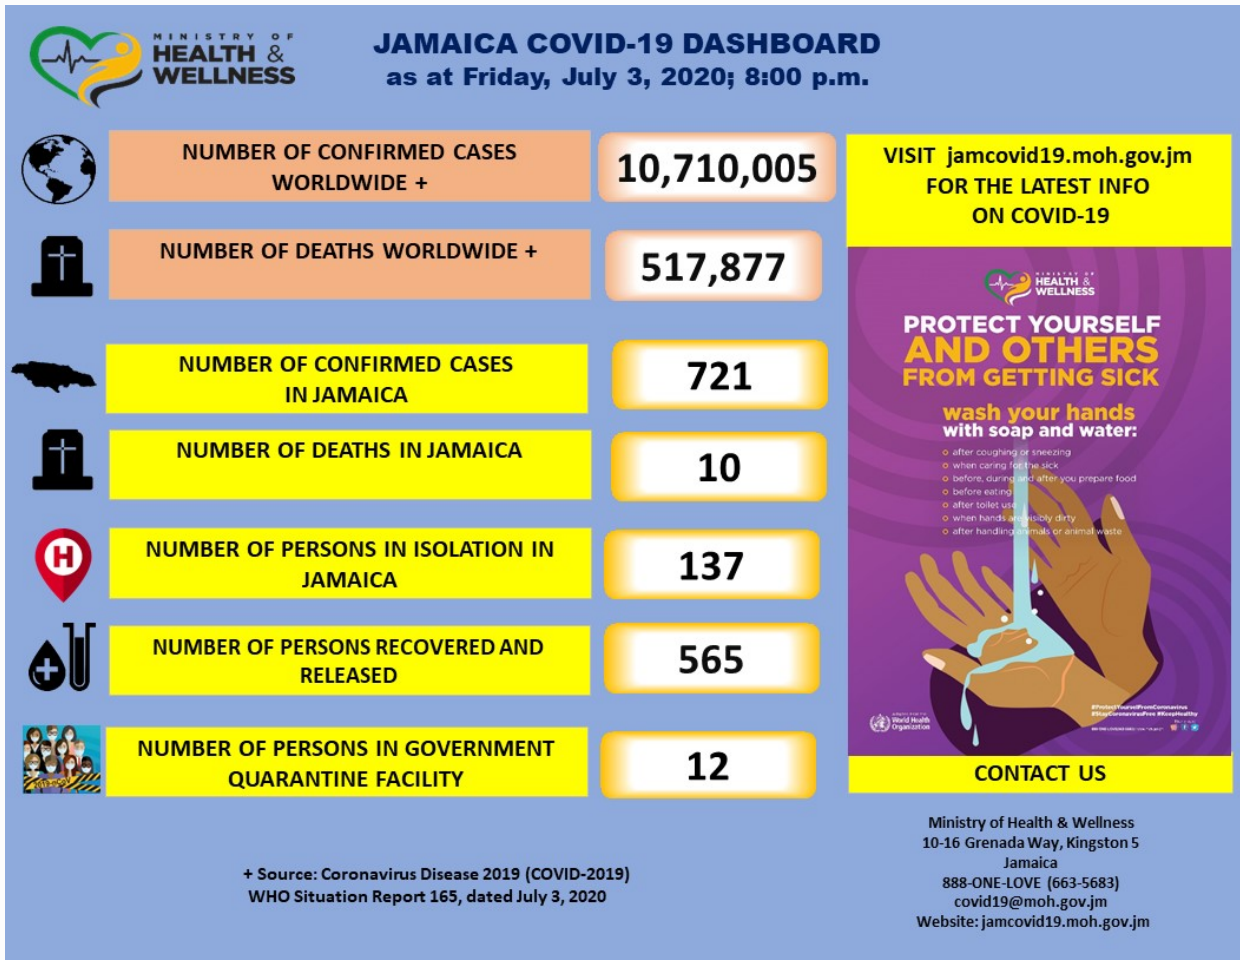 MINISTRY OF
HEALTH &
WELLNESS
JAMAICA COVID-19 DASHBOARD
as at Friday, July 3, 2020; 8:00 p.m.
NUMBER OF CONFIRMED CASES
WORLDWIDE +
10,710,005
NUMBER OF DEATHS WORLDWIDE +
517,877
NUMBER OF CONFIRMED CASES
IN JAMAICA
721
NUMBER OF DEATHS IN JAMAICA
10
H
NUMBER OF PERSONS IN ISOLATION IN
JAMAICA
137
NUMBER OF PERSONS RECOVERED AND
RELEASED
565
NUMBER OF PERSONS IN GOVERNMENT
QUARANTINE FACILITY
12
+ Source: Coronavirus Disease 2019 (COVID-2019)
WHO Situation Report 165, dated July 3, 2020
VISIT jamcovid19.moh.gov.jm
FOR THE LATEST INFO
ON COVID-19
MINISTRY OF
HEALTH &
WELLNESS
PROTECT YOURSELF
AND OTHERS
FROM GETTING SICK
wash your hands
with soap and water:
after coughing or sneezing
when caring for the sick
before, during and after you prepare food
before eating
after toilet use
when hands are visibly dirty
after handling animals or animal waste
World Health
Organization
#ProtectYourselfFromCoronavirus
#StayCoronavirusFree #KeepHealthy
CONTACT US
Ministry of Health & Wellness
10-16 Grenada Way, Kingston 5
Jamaica
888-ONE-LOVE (663-5683)
covid19@moh.gov.jm
Website: jamcovid19.moh.gov.jm